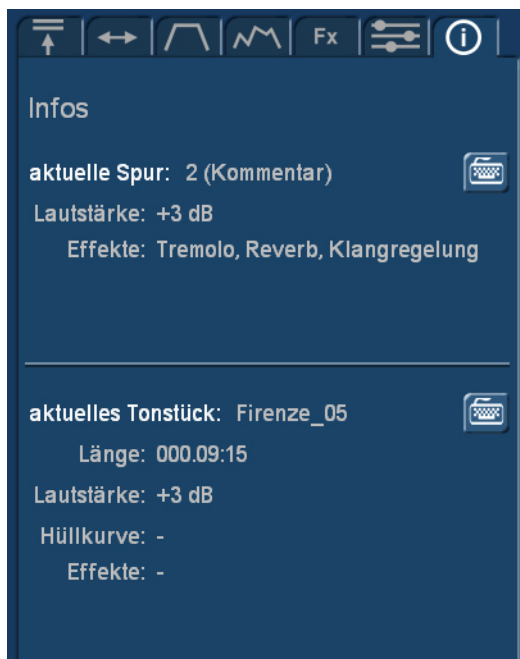 Fx
Infos
aktuelle Spur: 2 (Kommentar)
Lautstärke: +3 dB
Effekte: Tremolo, Reverb, Klangregelung
aktuelles Tonstück: Firenze_05
Länge: 000.09:15
Lautstärke: +3 dB
Hüllkurve: -
Effekte: -